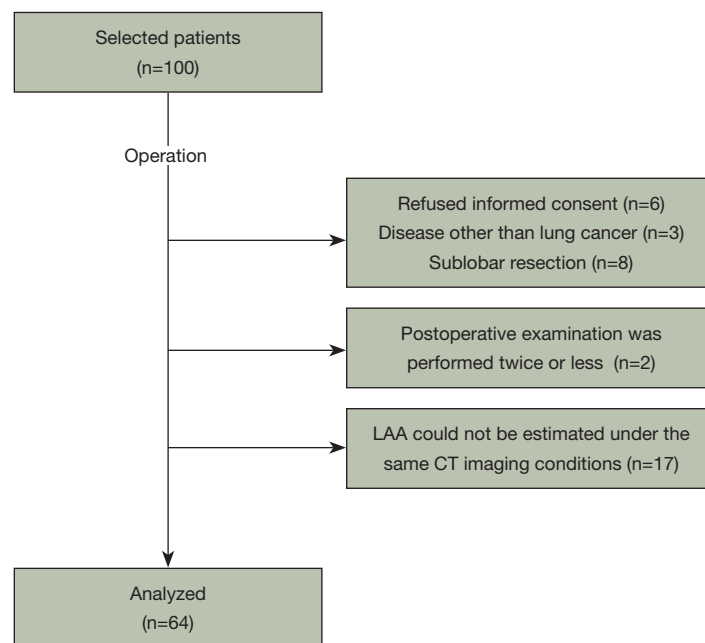 Selected patients
(n=100)
Operation
Refused informed consent (n=6)
Disease other than lung cancer (n=3)
Sublobar resection (n=8)
Postoperative examination was
performed twice or less (n=2)
LAA could not be estimated under the
same CT imaging conditions (n=17)
Analyzed
(n=64)